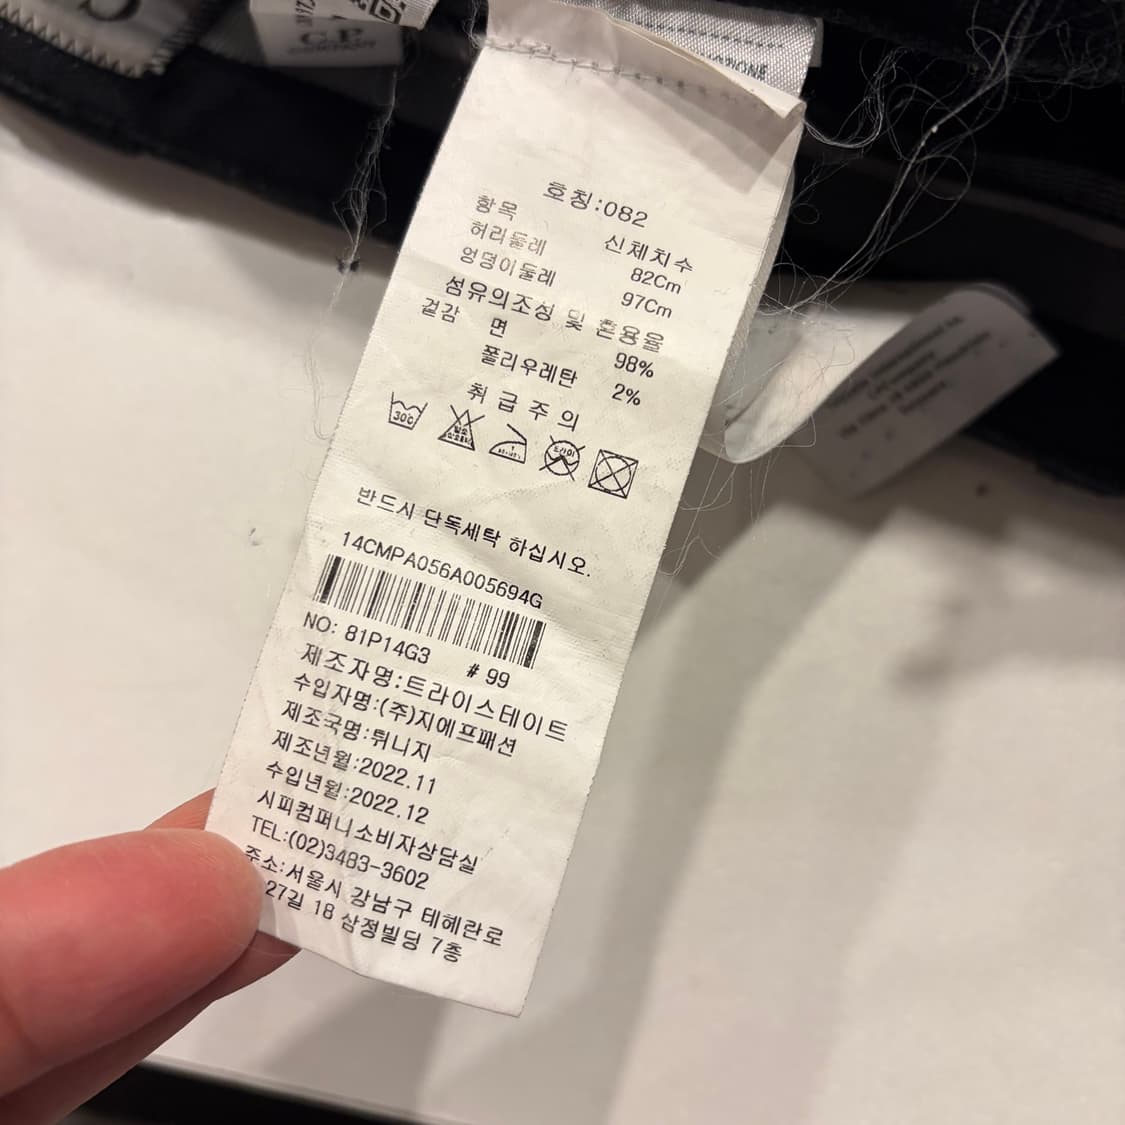 C.P.
호칭:082
항목 신체치수
허리둘레 82Cm
엉덩이둘레 97Cm
섬유의조성 및 혼용율
겉감 면 98%
폴리우레탄 2%
취급주의
30℃
반드시 단독세탁 하십시오.
14CMPA056A005694G
NO: 81P14G3 # 99
제조자명:트라이스테이트
수입자명:(주)지에프패션
제조국명:튀니지
제조년월:2022.11
수입년월:2022.12
시피컴퍼니소비자상담실
TEL:(02)3483-3602
주소:서울시 강남구 테헤란로
27길 18 삼정빌딩 7층